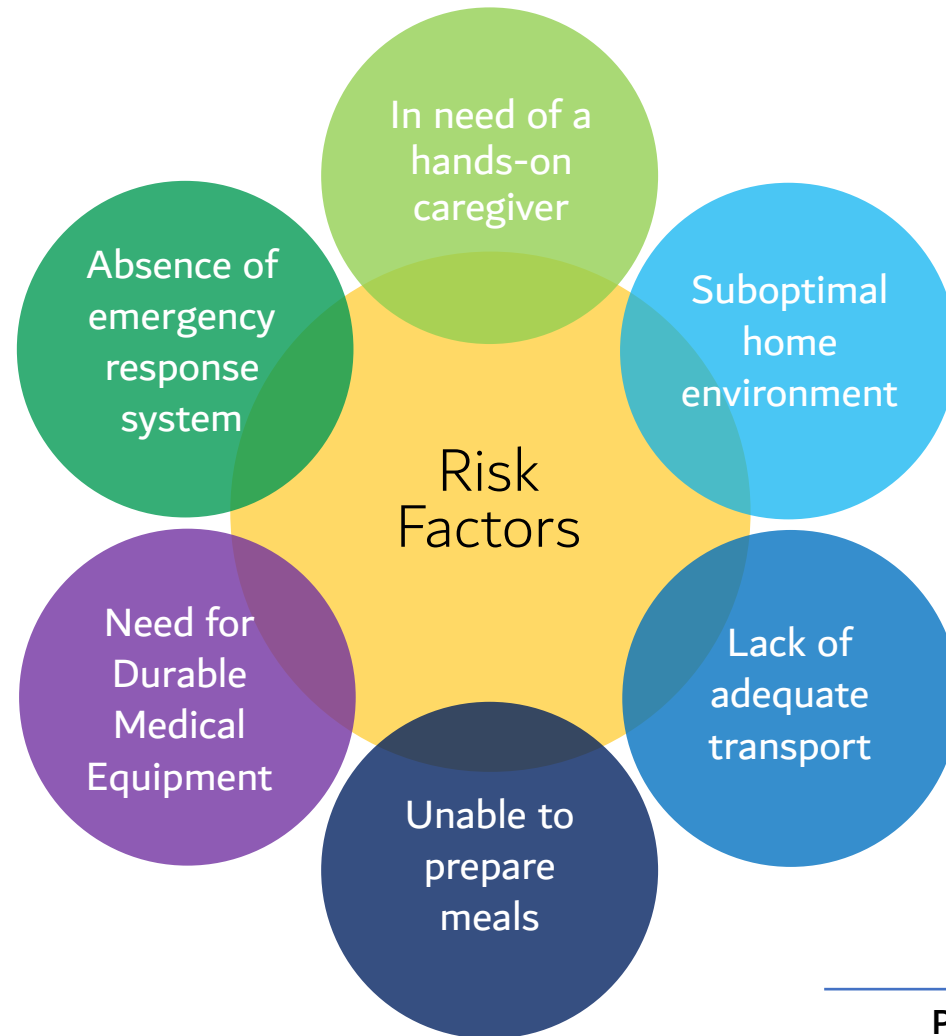 In need of a
hands-on
caregiver
Absence of
emergency
response
system
Suboptimal
home
environment
Risk
Factors
Need for
Durable
Medical
Equipment
Lack of
adequate
transport
Unable to
prepare
meals
P